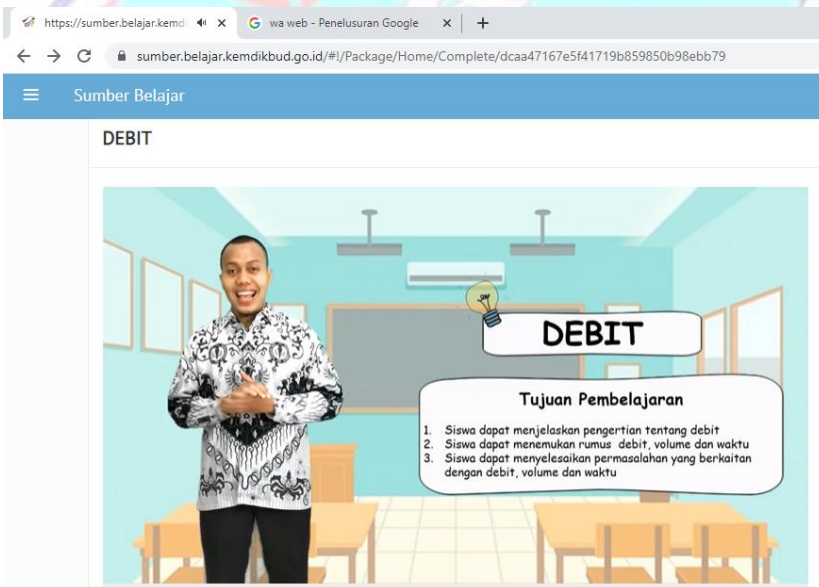 https://sumber.belajar.kemd
wa web - Penelusuran Google
sumber.belajar.kemdikbud.go.id/#!/Package/Home/Complete/dcaa47167e5f41719b859850b98ebb79
Sumber Belajar
DEBIT
DEBIT
Tujuan Pembelajaran
1. Siswa dapat menjelaskan pengertian tentang debit
2. Siswa dapat menemukan rumus debit, volume dan waktu
3. Siswa dapat menyelesaikan permasalahan yang berkaitan
dengan debit, volume dan waktu